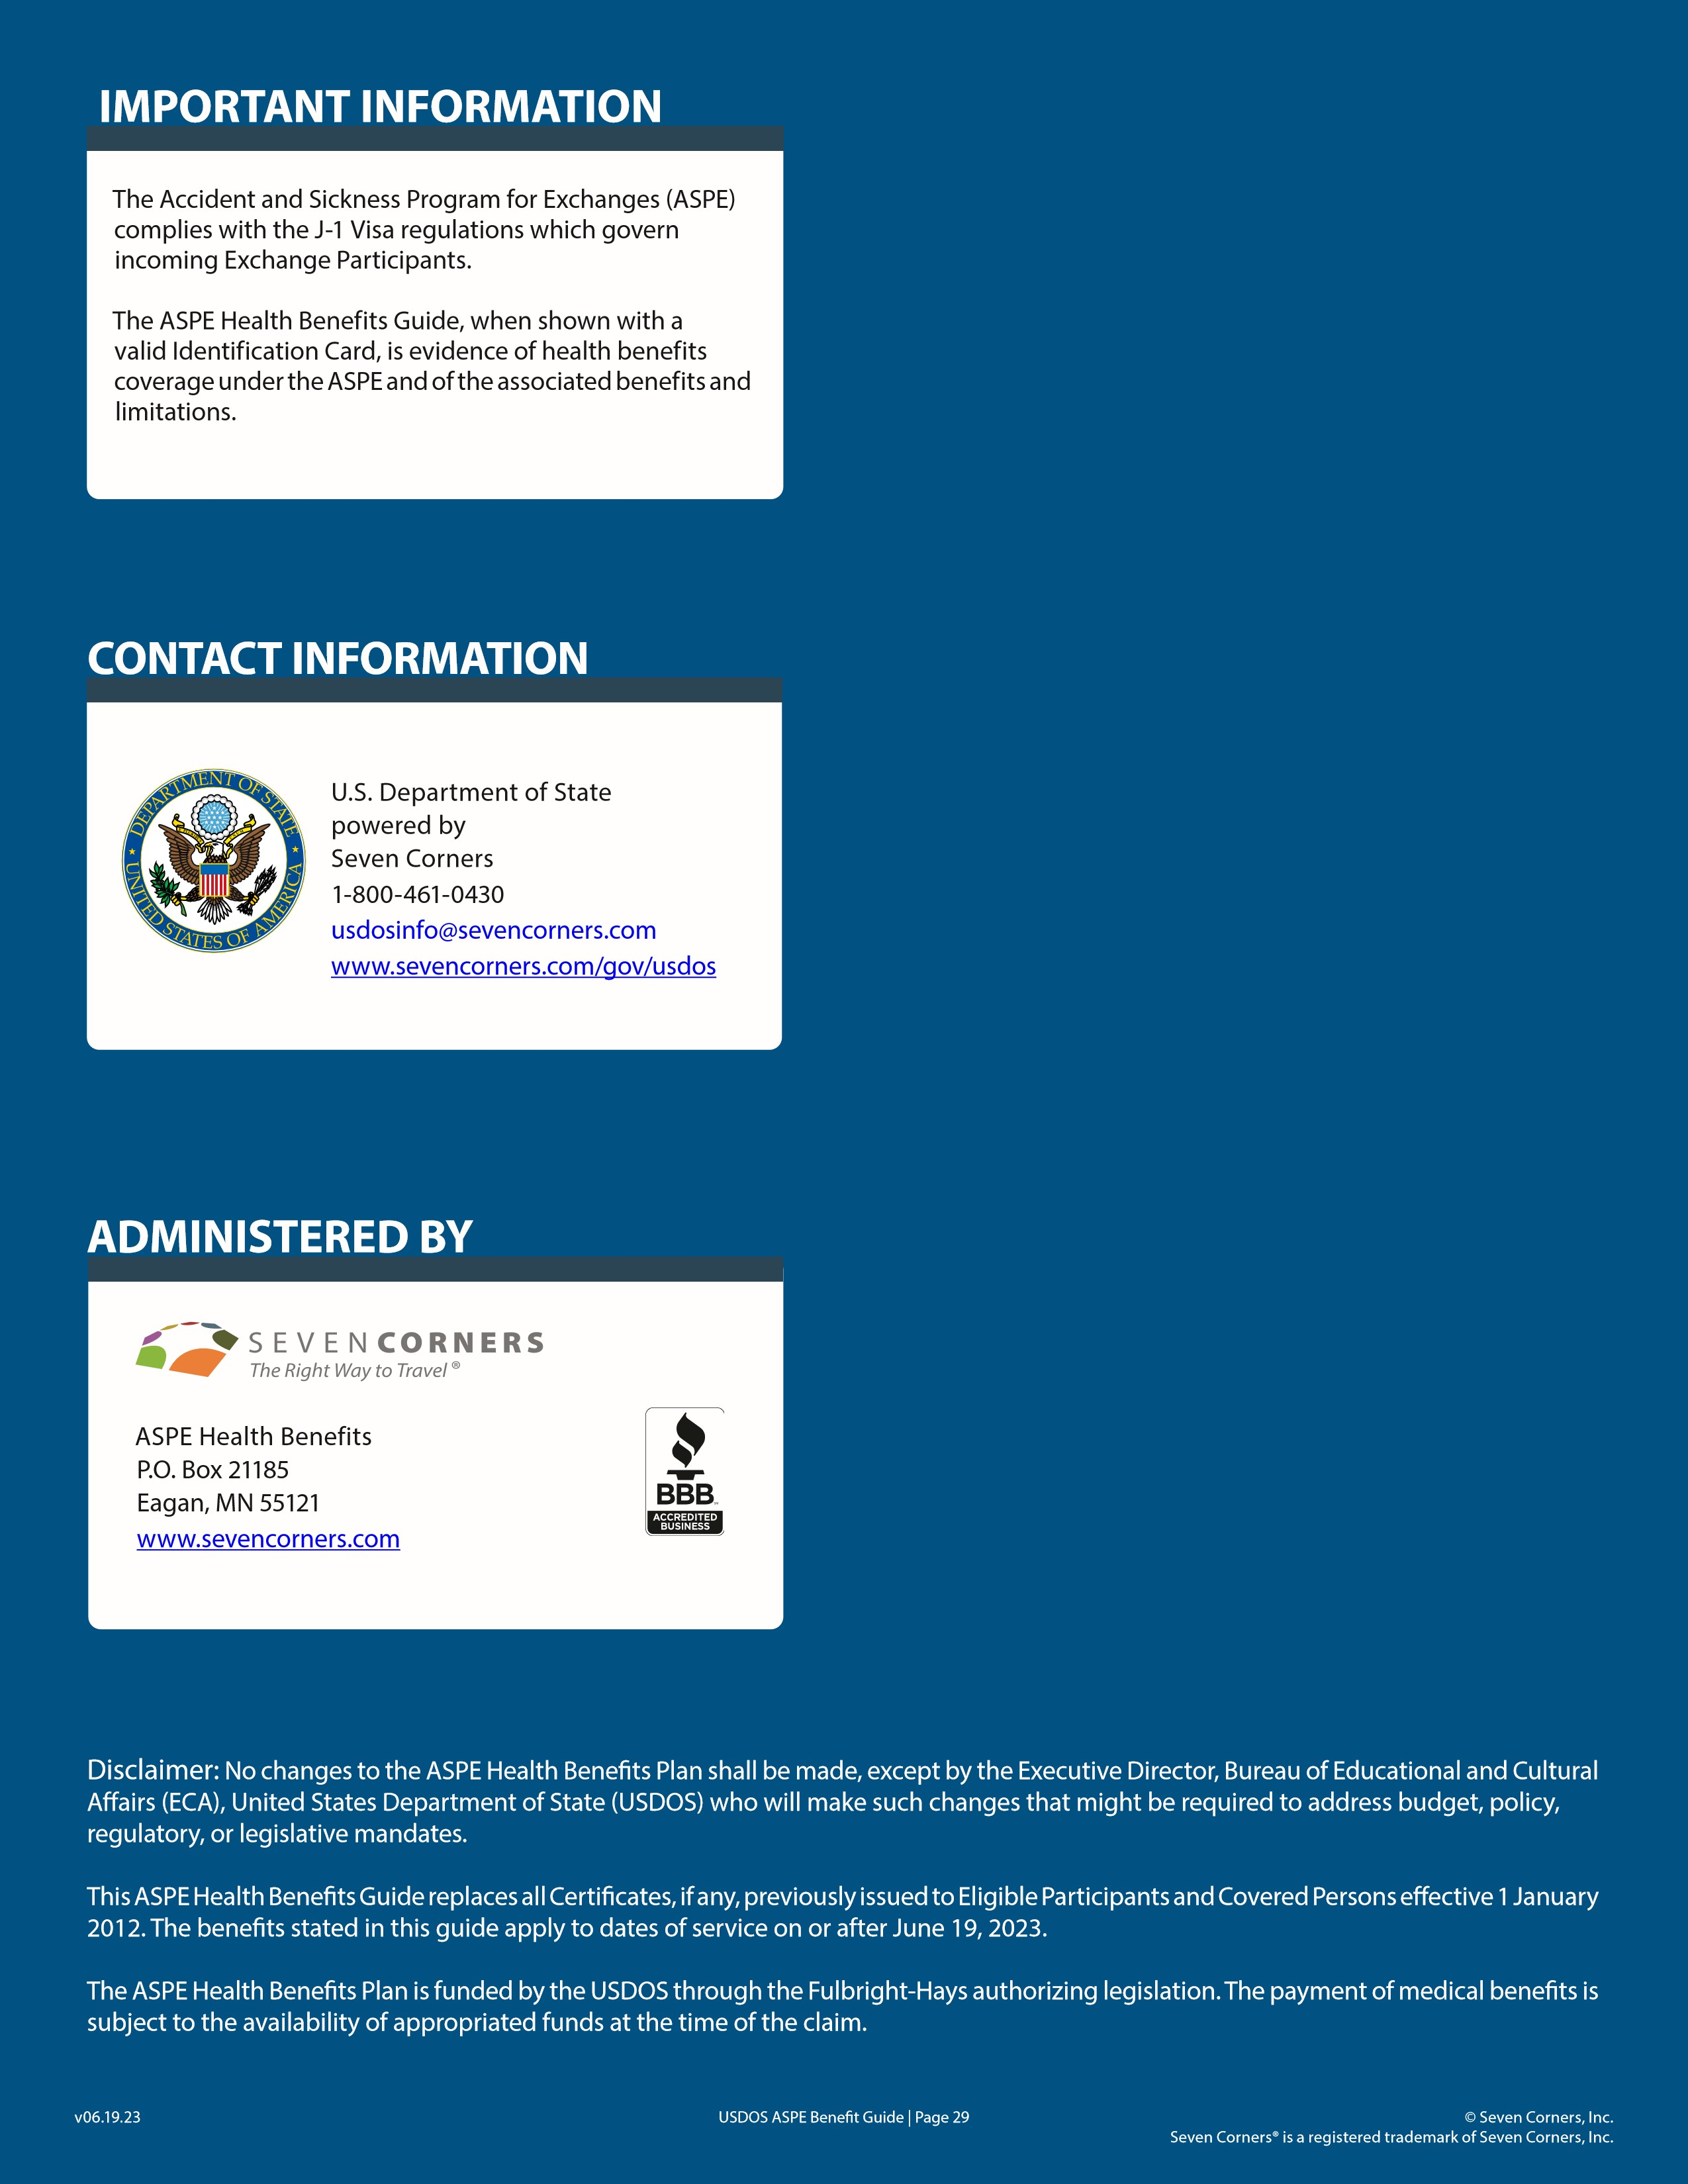 IMPORTANT INFORMATION
The Accident and Sickness Program for Exchanges (ASPE)
complies with the J-1 Visa regulations which govern
incoming Exchange Participants.
The ASPE Health Benefits Guide, when shown with a
valid Identification Card, is evidence of health benefits
coverage under the ASPE and of the associated benefits and
limitations.
CONTACT INFORMATION
DEPARTMENT OF STATE
UNITED STATES OF AMERICA
U.S. Department of State
powered by
Seven Corners
1-800-461-0430
usdosinfo@sevencorners.com
www.sevencorners.com/gov/usdos
ADMINISTERED BY
SEVENCORNERS
The Right Way to Travel ®
ASPE Health Benefits
P.O. Box 21185
Eagan, MN 55121
www.sevencorners.com
BBB
ACCREDITED
BUSINESS
Disclaimer: No changes to the ASPE Health Benefits Plan shall be made, except by the Executive Director, Bureau of Educational and Cultural
Affairs (ECA), United States Department of State (USDOS) who will make such changes that might be required to address budget, policy,
regulatory, or legislative mandates.
This ASPE Health Benefits Guide replaces all Certificates, if any, previously issued to Eligible Participants and Covered Persons effective 1 January
2012. The benefits stated in this guide apply to dates of service on or after June 19, 2023.
The ASPE Health Benefits Plan is funded by the USDOS through the Fulbright-Hays authorizing legislation. The payment of medical benefits is
subject to the availability of appropriated funds at the time of the claim.
v06.19.23
USDOS ASPE Benefit Guide | Page 29
© Seven Corners, Inc.
Seven Corners® is a registered trademark of Seven Corners, Inc.